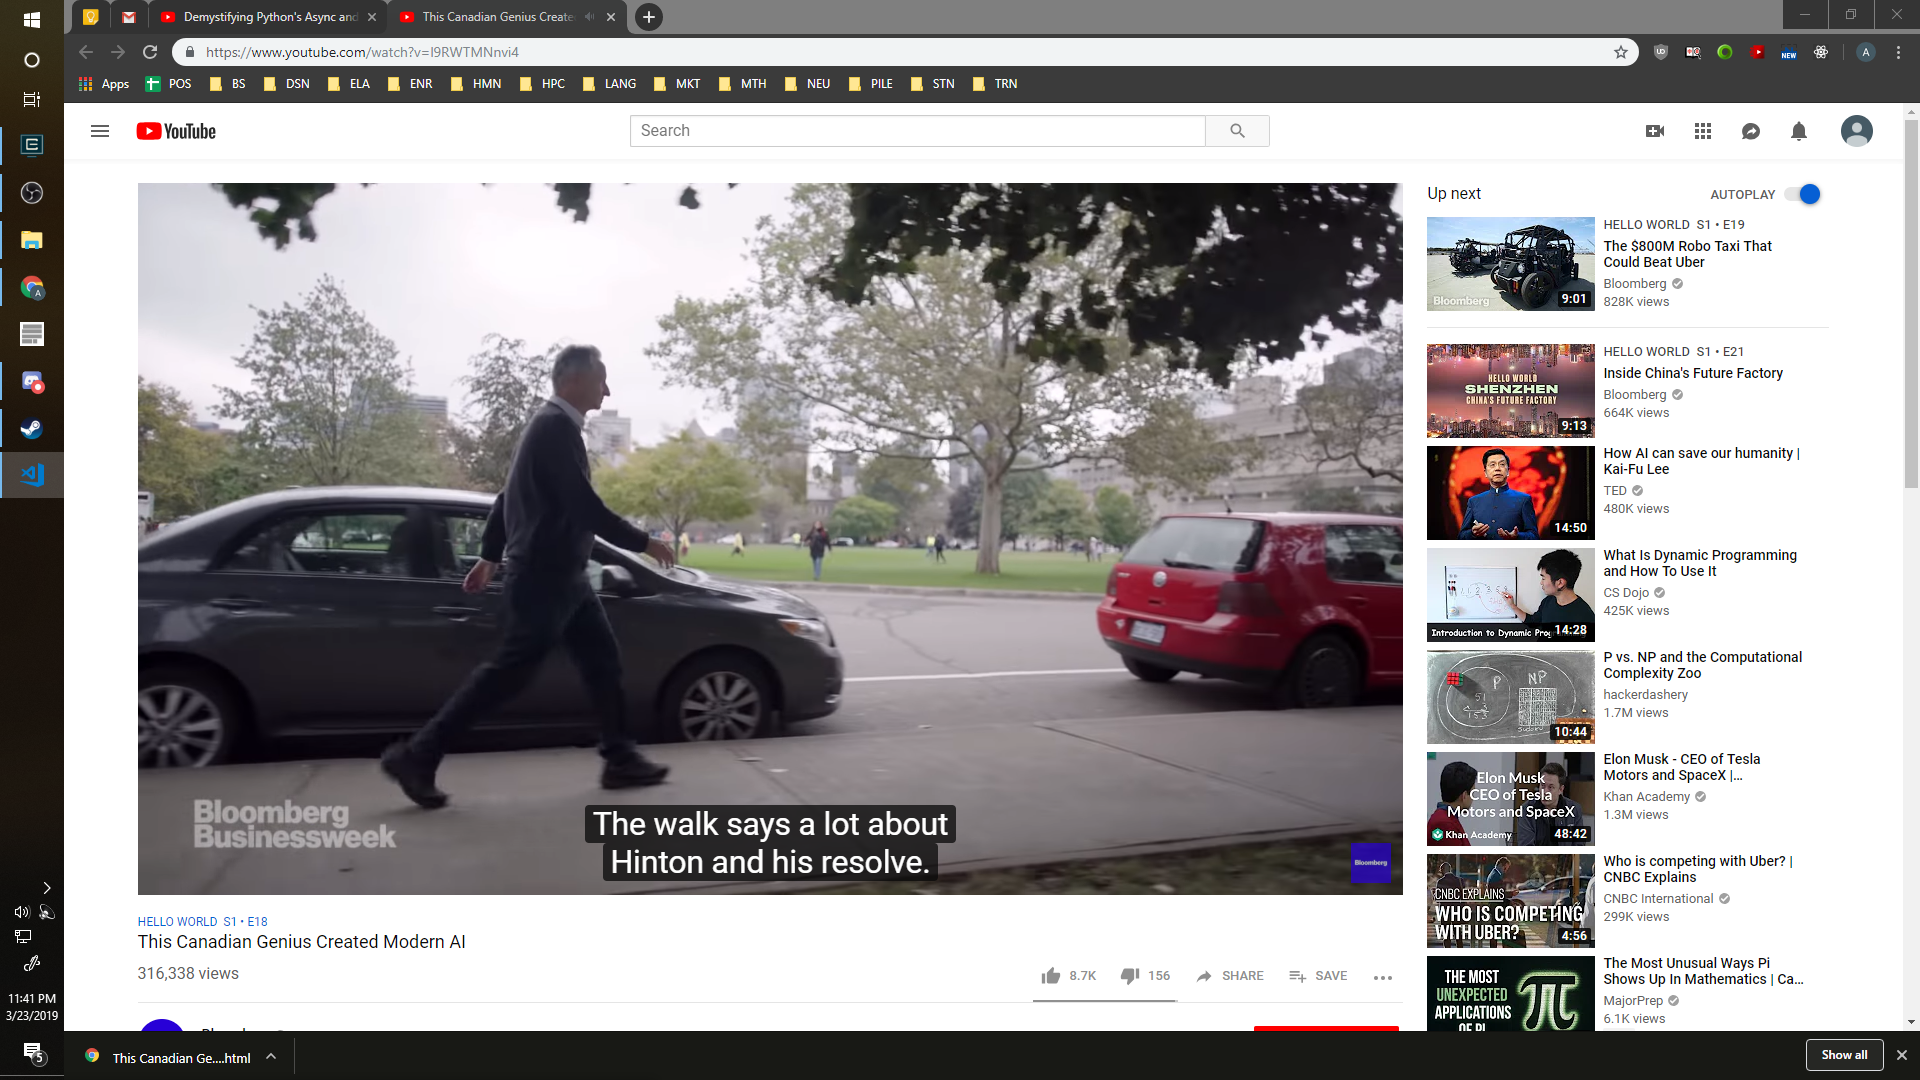 Demystifying Python's Async and
This Canadian Genius Create
https://www.youtube.com/watch?v=I9RWTMNnvi4
A
Apps
POS
BS
DSN
ELA
ENR
HMN
HPC
LANG
MKT
MTH
NEU
PILE
STN
TRN
NEW
YouTube
Search
Bloomberg
Businessweek
The walk says a lot about
Hinton and his resolve.
Bloomberg
HELLO WORLD S1 • E18
This Canadian Genius Created Modern AI
316,338 views
8.7K
156
SHARE
SAVE
Up next
AUTOPLAY
Bloomberg
9:01
HELLO WORLD S1 • E19
The $800M Robo Taxi That
Could Beat Uber
Bloomberg
828K views
HELLO WORLD
SHENZHEN
CHINA'S FUTURE FACTORY
9:13
HELLO WORLD S1 • E21
Inside China's Future Factory
Bloomberg
664K views
14:50
How AI can save our humanity |
Kai-Fu Lee
TED
480K views
Introduction to Dynamic Prog
14:28
What Is Dynamic Programming
and How To Use It
CS Dojo
425K views
P
NP
10:44
P vs. NP and the Computational
Complexity Zoo
hackerdashery
1.7M views
Elon Musk
CEO of Tesla
Motors and SpaceX
Khan Academy
48:42
Elon Musk - CEO of Tesla
Motors and SpaceX |...
Khan Academy
1.3M views
CNBC EXPLAINS
WHO IS COMPETING
WITH UBER?
4:56
Who is competing with Uber? |
CNBC Explains
CNBC International
299K views
THE MOST
UNEXPECTED
APPLICATIONS
OF PI
The Most Unusual Ways Pi
Shows Up In Mathematics | Ca...
MajorPrep
6.1K views
11:41 PM
3/23/2019
5
This Canadian Ge....html
Show all